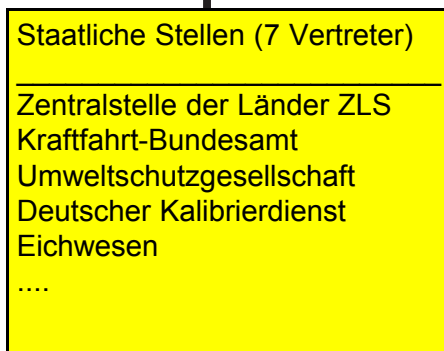 Staatliche Stellen (7 Vertreter)
Zentralstelle der Länder ZLS
Kraftfahrt-Bundesamt
Umweltschutzgesellschaft
Deutscher Kalibrierdienst
Eichwesen
....